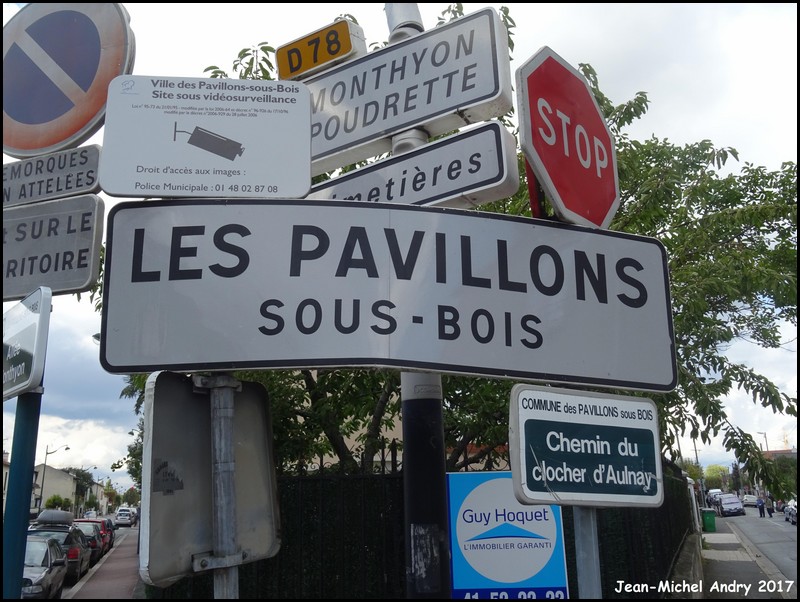 D78
MONTHYON
POUDRETTE
Ville des Pavillons-sous-Bois
Site sous vidéosurveillance
Droit d'accès aux images :
Police Municipale : 01 48 02 87 08
STOP
imetières
REMORQUES
ATTELÉES
SUR LE
LES PAVILLONS
SOUS-BOIS
COMMUNE des PAVILLONS sous BOIS
Chemin du
clocher d'Aulnay
Guy Hoquet
L'IMMOBILIER GARANTI
Jean-Michel Andry 2017